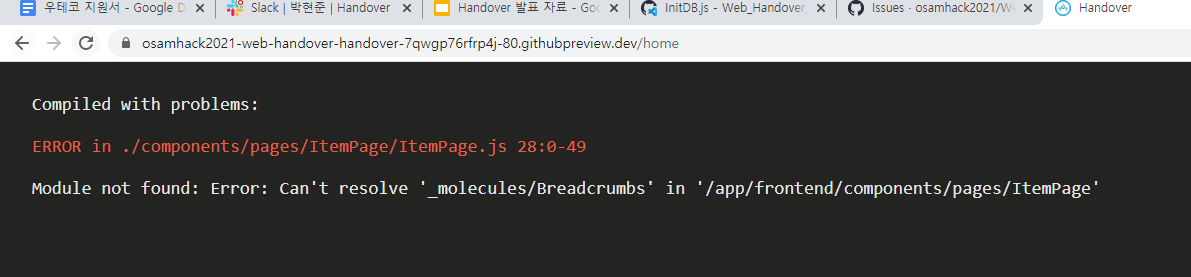 우테코 지원서 - Google D
Slack | 박현준 | Handover
Handover 발표 자료 - Goo
InitDB.js - Web_Handover_
Issues · osamhack2021/We
Handover
osamhack2021-web-handover-handover-7qwgp76rfrp4j-80.githubpreview.dev/home
Compiled with problems:
ERROR in ./components/pages/ItemPage/ItemPage.js 28:0-49
Module not found: Error: Can't resolve '_molecules/Breadcrumbs' in '/app/frontend/components/pages/ItemPage'